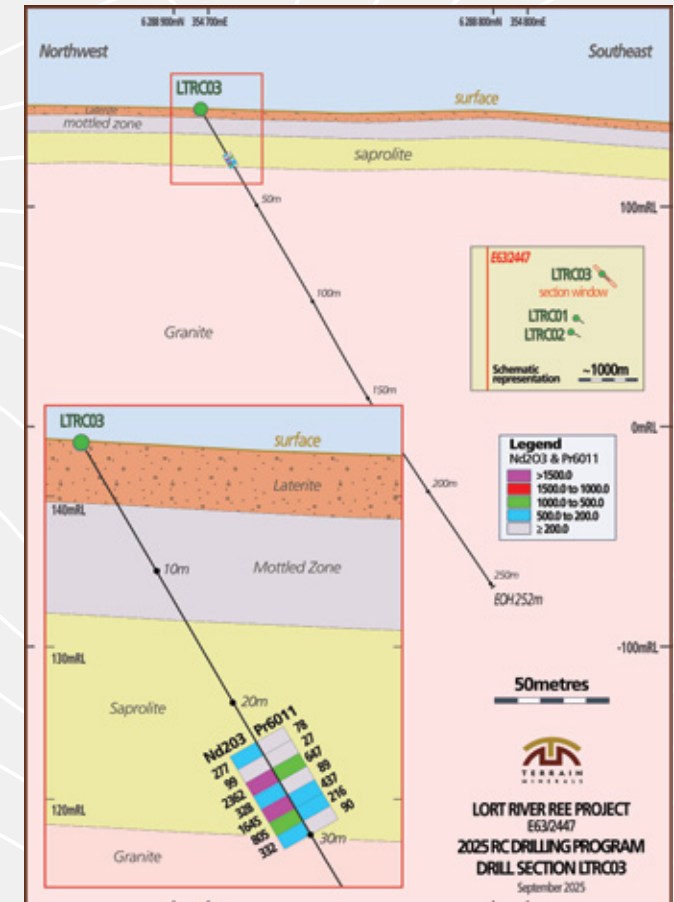 6 288 900mN 354 700mE
6 288 800mN 354 800mE
Northwest
Southeast
LTRC03
surface
Laterite
mottled zone
saprolite
50m
100mRL
E63/2447
LTRC03
section window
LTRC01
LTRC02
Schematic
representation
~1000m
100m
Granite
150m
LTRC03
surface
0mRL
Legend
Nd2O3 & Pr6O11
>1500.0
1500.0 to 1000.0
1000.0 to 500.0
500.0 to 200.0
≥ 200.0
Laterite
200m
140mRL
10m
Mottled Zone
250m
EOH 252m
130mRL
-100mRL
50metres
Saprolite
20m
Nd2O3
Pr6O11
277
99
2362
328
1645
805
332
78
27
647
89
437
216
90
120mRL
30m
Granite
TERRAIN
MINERALS
LORT RIVER REE PROJECT
E63/2447
2025 RC DRILLING PROGRAM
DRILL SECTION LTRC03
September 2025